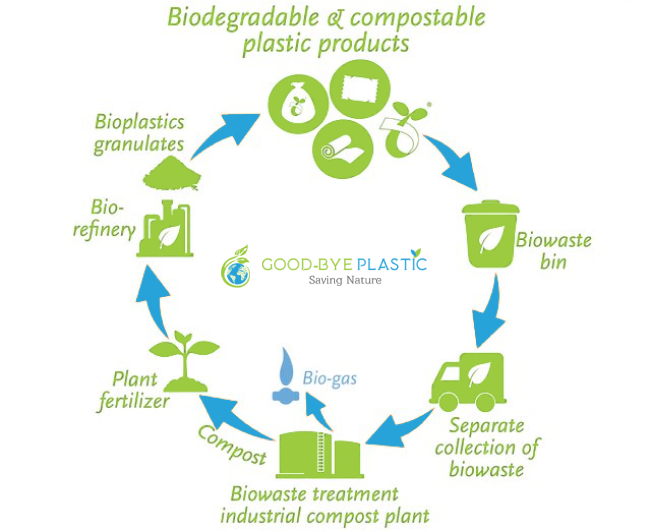 Biodegradable & compostable
plastic products
Bioplastics
granulates
Bio-
refinery
GOOD-BYE PLASTIC
Saving Nature
Biowaste
bin
Bio-gas
Plant
fertilizer
Compost
Separate
collection of
biowaste
Biowaste treatment
industrial compost plant